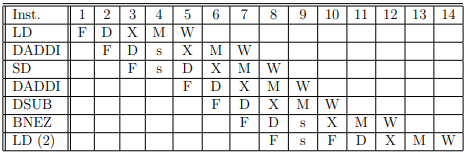 Inst. 1 2 3 4 5 6 7 8 9 10 11 12 13 14
LD F D X M W
DADDI F D s X M W
SD F s D X M W
DADDI F D X M W
DSUB F D X M W
BNEZ F D s X M W
LD (2) F s F D X M W